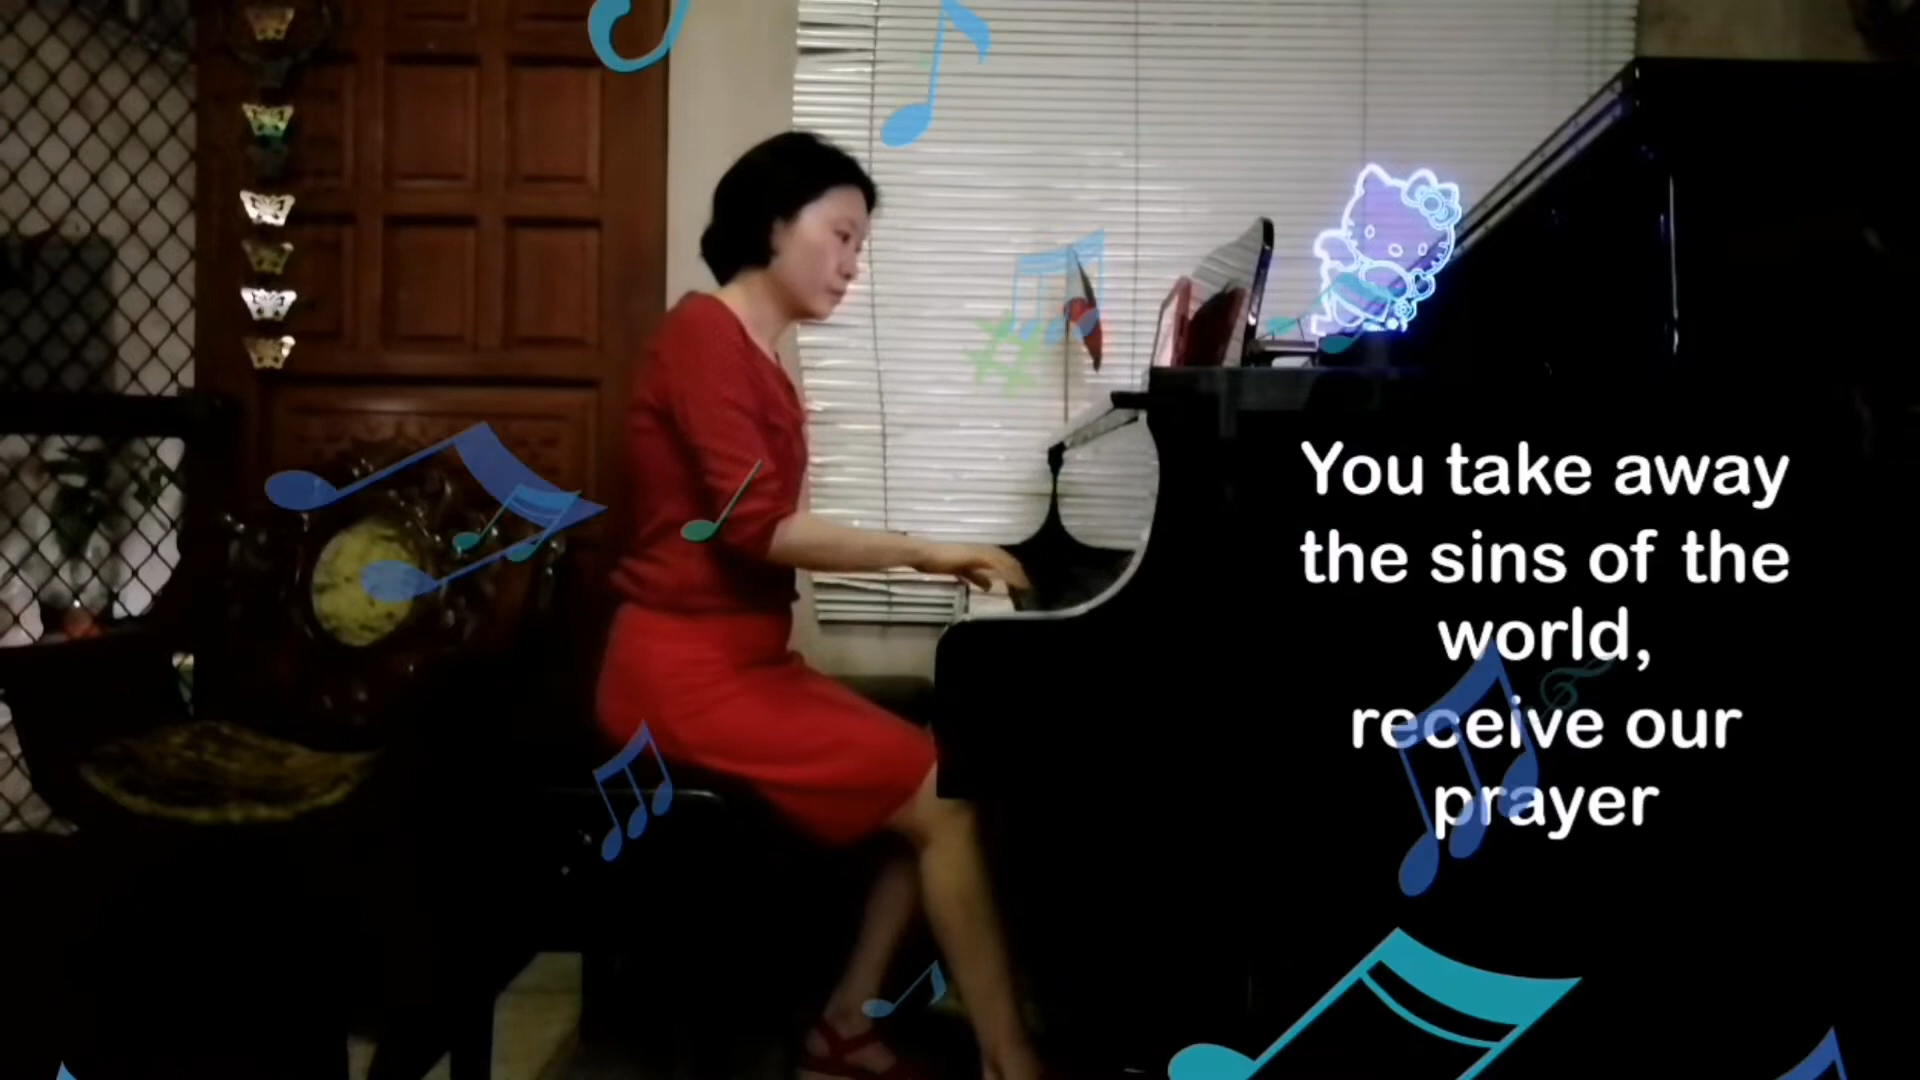 You take away
the sins of the
world,
receive our
prayer